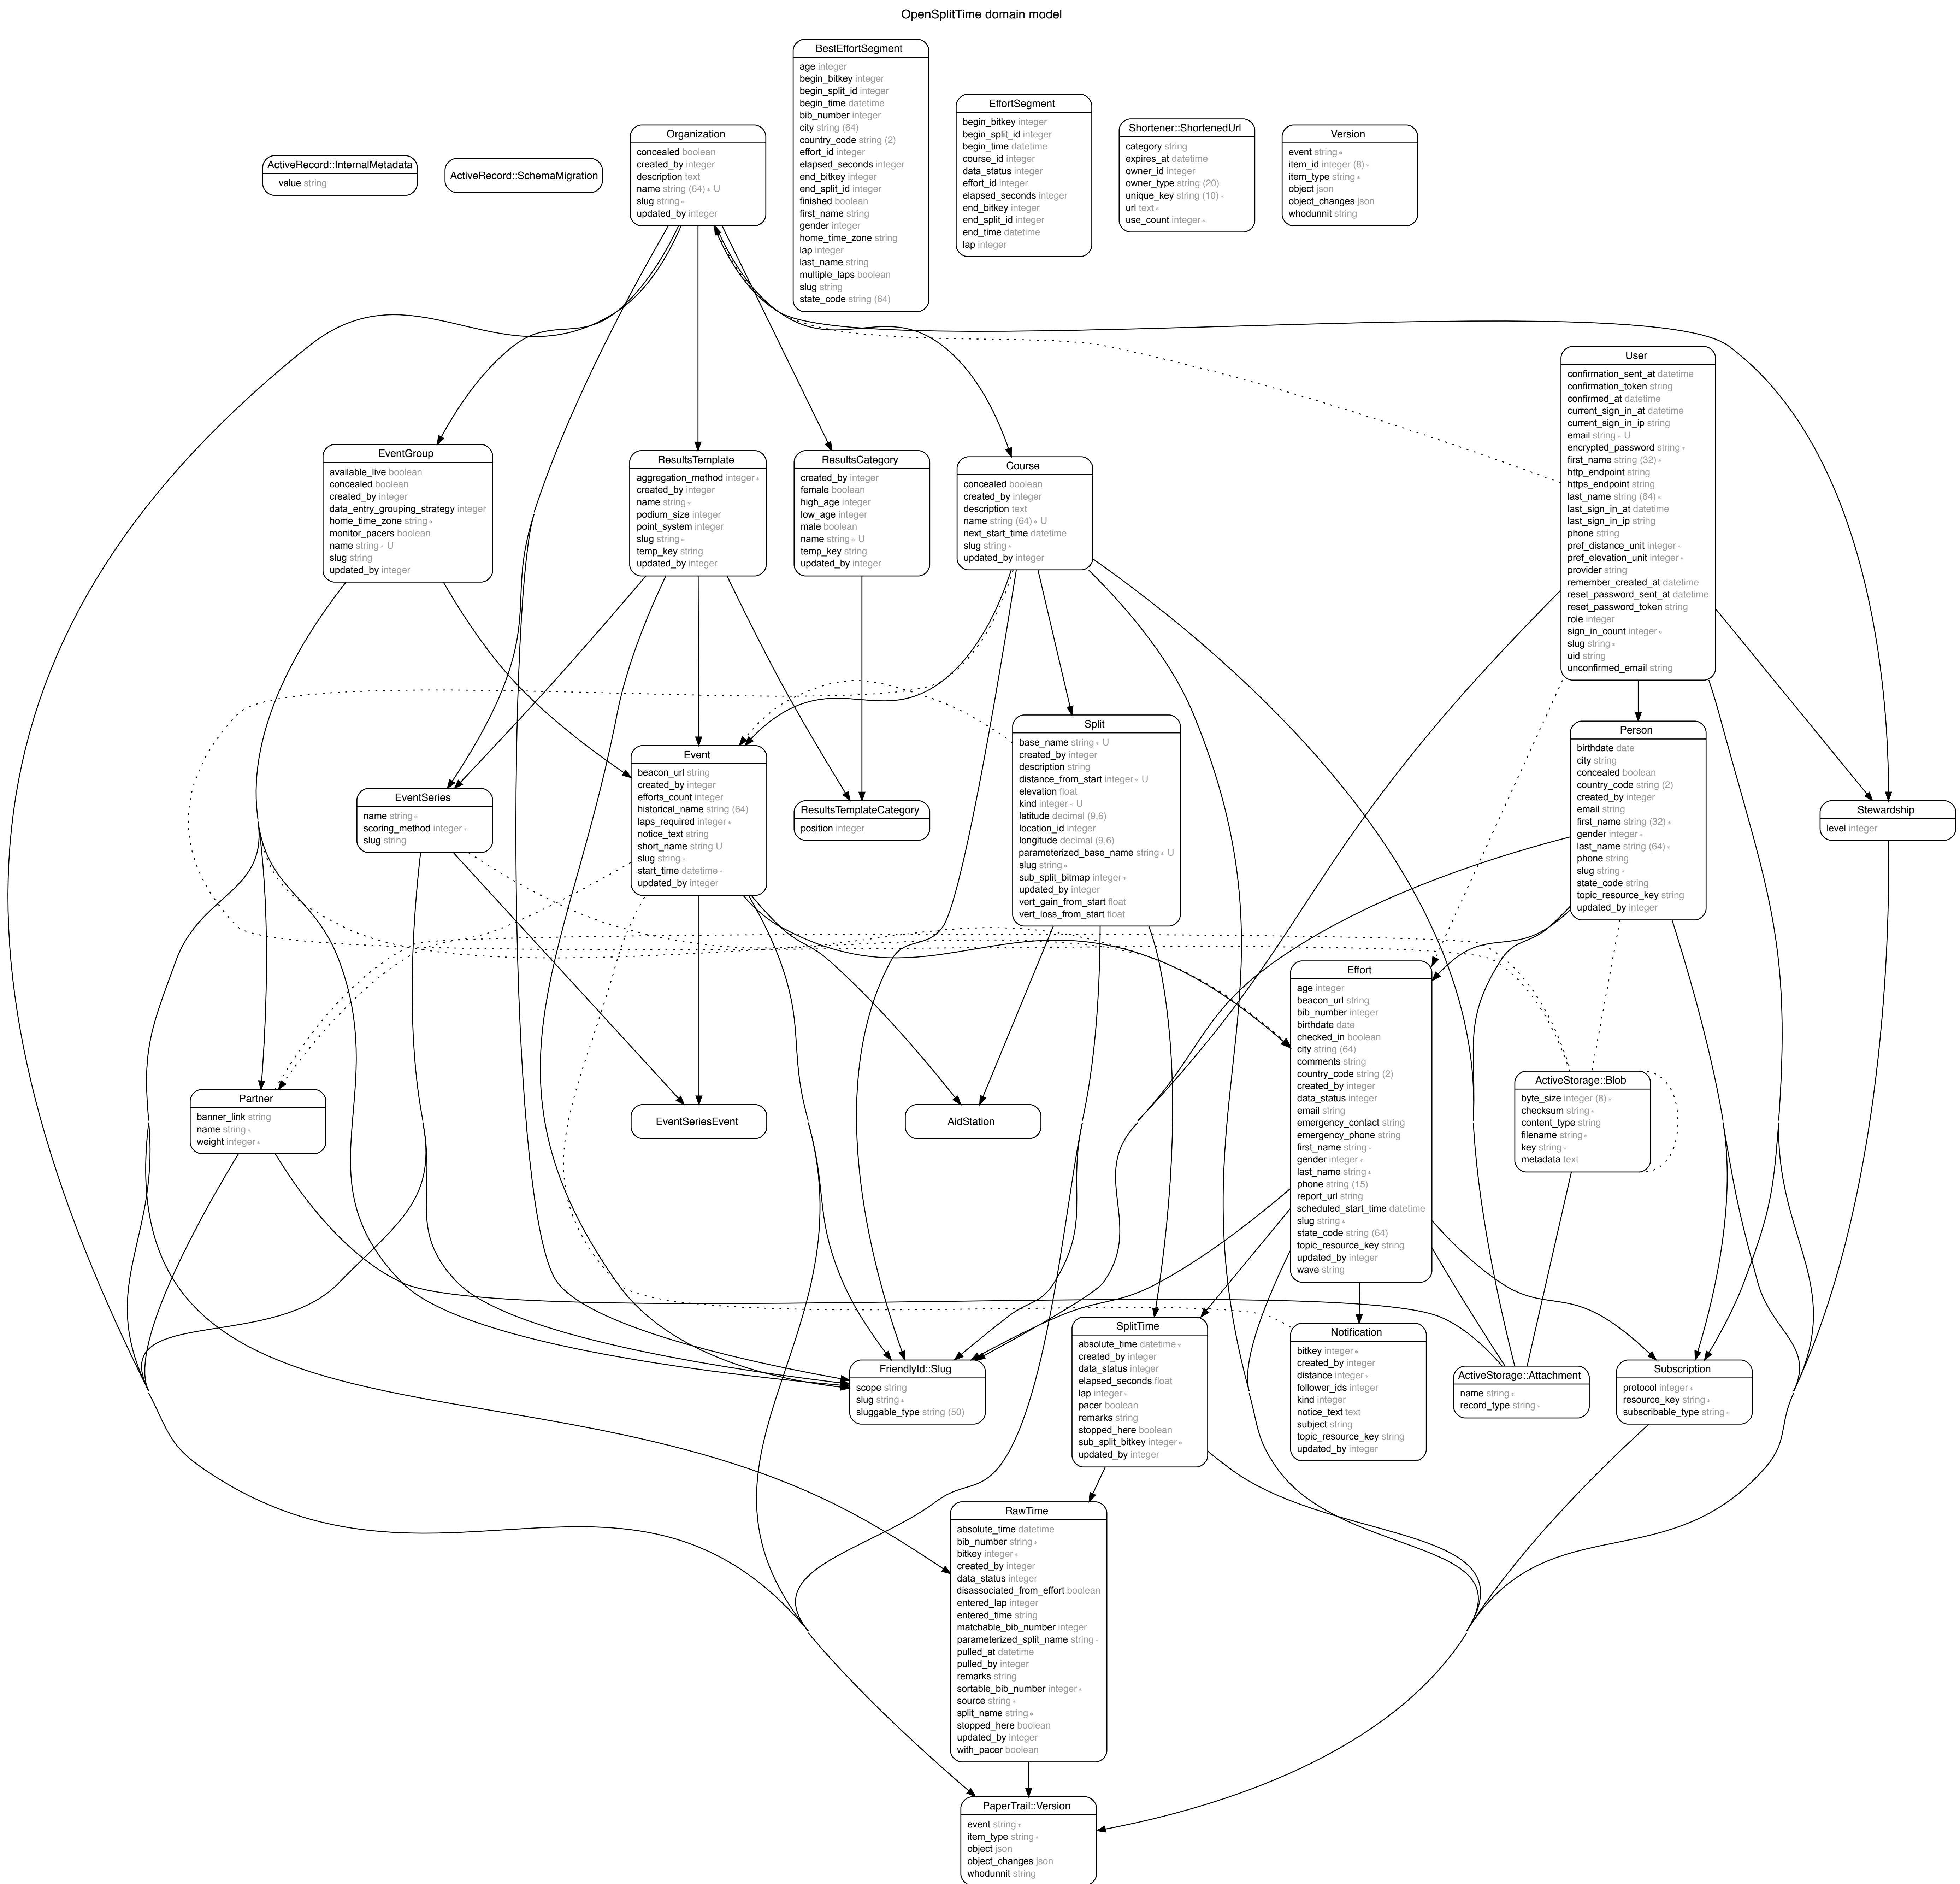 OpenSplitTime domain model
BestEffortSegment
age integer
begin_bitkey integer
begin_split_id integer
begin_time datetime
bib_number integer
city string (64)
country_code string (2)
effort_id integer
elapsed_seconds integer
end_bitkey integer
end_split_id integer
finished boolean
first_name string
gender integer
home_time_zone string
lap integer
last_name string
multiple_laps boolean
slug string
state_code string (64)
EffortSegment
begin_bitkey integer
begin_split_id integer
begin_time datetime
course_id integer
data_status integer
effort_id integer
elapsed_seconds integer
end_bitkey integer
end_split_id integer
end_time datetime
lap integer
Shortener::ShortenedUrl
category string
expires_at datetime
owner_id integer
owner_type string (20)
unique_key string (10) ∗
url text ∗
use_count integer ∗
Version
event string ∗
item_id integer (8) ∗
item_type string ∗
object json
object_changes json
whodunnit string
Organization
concealed boolean
created_by integer
description text
name string (64) ∗ U
slug string ∗
updated_by integer
ActiveRecord::InternalMetadata
value string
ActiveRecord::SchemaMigration
User
confirmation_sent_at datetime
confirmation_token string
confirmed_at datetime
current_sign_in_at datetime
current_sign_in_ip string
email string ∗ U
encrypted_password string ∗
first_name string (32) ∗
http_endpoint string
https_endpoint string
last_name string (64) ∗
last_sign_in_at datetime
last_sign_in_ip string
phone string
pref_distance_unit integer ∗
pref_elevation_unit integer ∗
provider string
remember_created_at datetime
reset_password_sent_at datetime
reset_password_token string
role integer
sign_in_count integer ∗
slug string ∗
uid string
unconfirmed_email string
EventGroup
available_live boolean
concealed boolean
created_by integer
data_entry_grouping_strategy integer
home_time_zone string ∗
monitor_pacers boolean
name string ∗ U
slug string
updated_by integer
ResultsTemplate
aggregation_method integer ∗
created_by integer
name string ∗
podium_size integer
point_system integer
slug string ∗
temp_key string
updated_by integer
ResultsCategory
created_by integer
female boolean
high_age integer
low_age integer
male boolean
name string ∗ U
temp_key string
updated_by integer
Course
concealed boolean
created_by integer
description text
name string (64) ∗ U
next_start_time datetime
slug string ∗
updated_by integer
Split
base_name string ∗ U
created_by integer
description string
distance_from_start integer ∗ U
elevation float
kind integer ∗ U
latitude decimal (9,6)
location_id integer
longitude decimal (9,6)
parameterized_base_name string ∗ U
slug string ∗
sub_split_bitmap integer ∗
updated_by integer
vert_gain_from_start float
vert_loss_from_start float
Person
birthdate date
city string
concealed boolean
country_code string (2)
created_by integer
email string
first_name string (32) ∗
gender integer ∗
last_name string (64) ∗
phone string
slug string ∗
state_code string
topic_resource_key string
updated_by integer
Event
beacon_url string
created_by integer
efforts_count integer
historical_name string (64)
laps_required integer ∗
notice_text string
short_name string U
slug string ∗
start_time datetime ∗
updated_by integer
EventSeries
name string ∗
scoring_method integer ∗
slug string
ResultsTemplateCategory
position integer
Stewardship
level integer
Effort
age integer
beacon_url string
bib_number integer
birthdate date
checked_in boolean
city string (64)
comments string
country_code string (2)
created_by integer
data_status integer
email string
emergency_contact string
emergency_phone string
first_name string ∗
gender integer ∗
last_name string ∗
phone string (15)
report_url string
scheduled_start_time datetime
slug string ∗
state_code string (64)
topic_resource_key string
updated_by integer
wave string
ActiveStorage::Blob
byte_size integer (8) ∗
checksum string ∗
content_type string
filename string ∗
key string ∗
metadata text
Partner
banner_link string
name string ∗
weight integer ∗
EventSeriesEvent
AidStation
SplitTime
absolute_time datetime ∗
created_by integer
data_status integer
elapsed_seconds float
lap integer ∗
pacer boolean
remarks string
stopped_here boolean
sub_split_bitkey integer ∗
updated_by integer
Notification
bitkey integer ∗
created_by integer
distance integer ∗
follower_ids integer
kind integer
notice_text text
subject string
topic_resource_key string
updated_by integer
FriendlyId::Slug
scope string
slug string ∗
sluggable_type string (50)
ActiveStorage::Attachment
name string ∗
record_type string ∗
Subscription
protocol integer ∗
resource_key string ∗
subscribable_type string ∗
RawTime
absolute_time datetime
bib_number string ∗
bitkey integer ∗
created_by integer
data_status integer
disassociated_from_effort boolean
entered_lap integer
entered_time string
matchable_bib_number integer
parameterized_split_name string ∗
pulled_at datetime
pulled_by integer
remarks string
sortable_bib_number integer ∗
source string ∗
split_name string ∗
stopped_here boolean
updated_by integer
with_pacer boolean
PaperTrail::Version
event string ∗
item_type string ∗
object json
object_changes json
whodunnit string